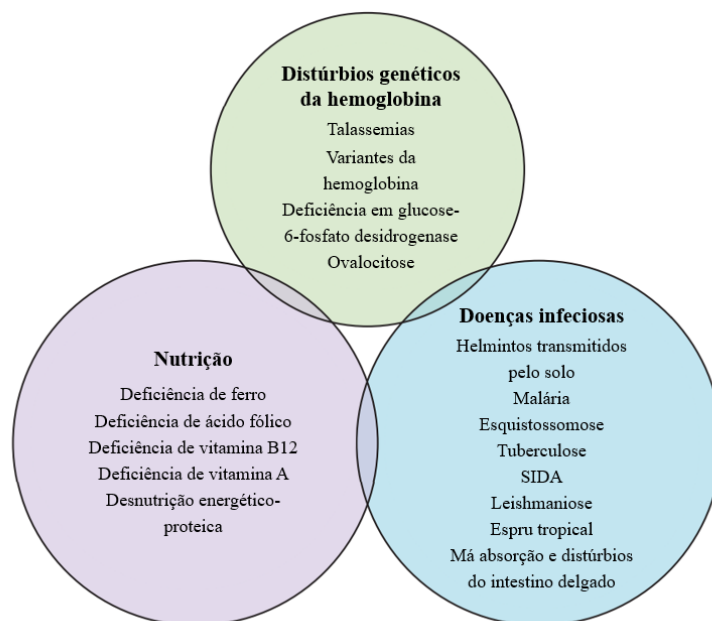 Distúrbios genéticos
da hemoglobina
Talassemias
Variantes da
hemoglobina
Deficiência em glucose-
6-fosfato desidrogenase
Ovalocitose
Nutrição
Deficiência de ferro
Deficiência de ácido fólico
Deficiência de vitamina B12
Deficiência de vitamina A
Desnutrição energético-
proteica
Doenças infeciosas
Helmintos transmitidos
pelo solo
Malária
Esquistossomose
Tuberculose
SIDA
Leishmaniose
Espru tropical
Má absorção e distúrbios
do intestino delgado